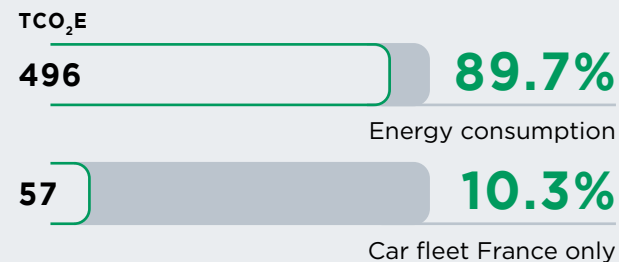 TCO₂E
496
89.7%
Energy consumption
57
10.3%
Car fleet France only